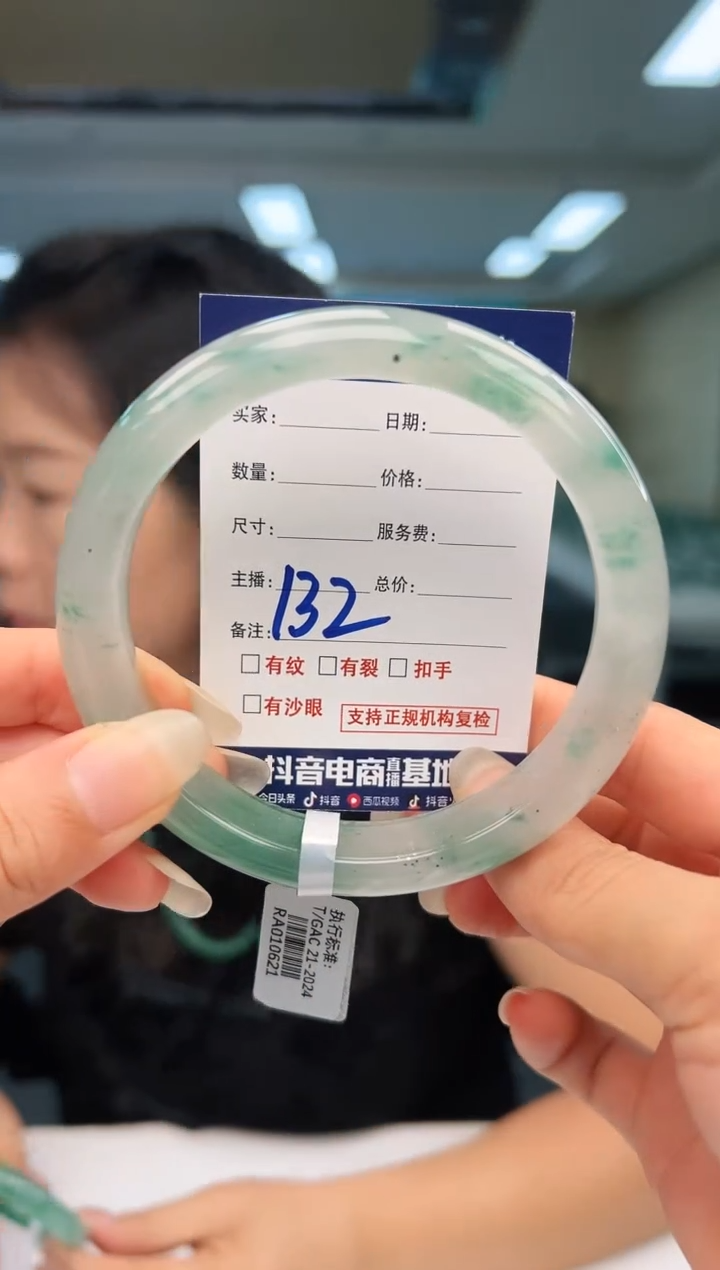 买家: 日期:
数量: 价格:
尺寸: 服务费:
主播: 总价:
132
备注:
□有纹 □有裂 □扣手
□有沙眼 支持正规机构复检
抖音电商直播基地
今日头条 抖音 西瓜视频 抖音
执行标准:
T/GAC 21-2024
RA010621